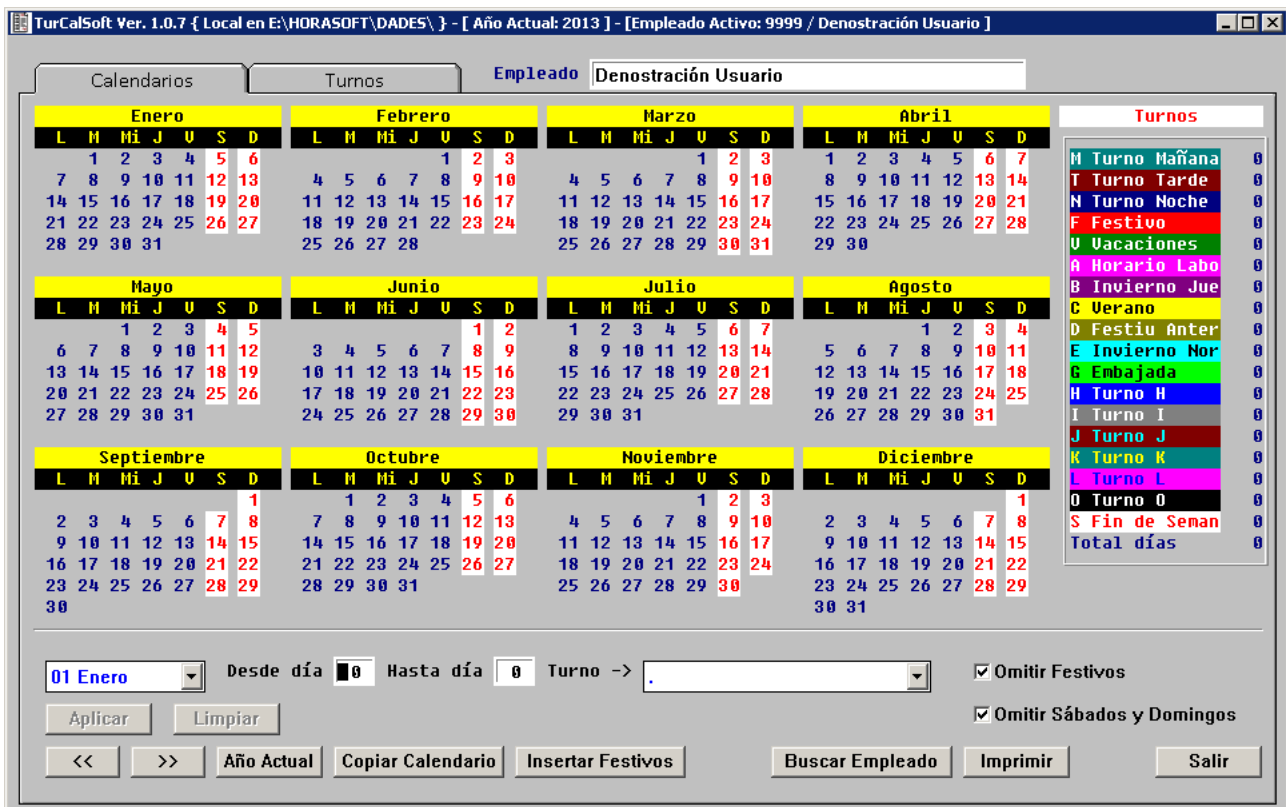 TurCalSoft Ver. 1.0.7 { Local en E:\HORASOFT\DADES\ } - [ Año Actual: 2013 ] - [Empleado Activo: 9999 / Denostración Usuario ]
Calendarios Turnos Empleado Denostración Usuario
Enero Febrero Marzo Abril Turnos
L M Mi J V S D L M Mi J V S D L M Mi J V S D L M Mi J V S D
1 2 3 4 5 6 1 2 3 1 2 3 1 2 3 4 5 6 7 M Turno Mañana 0
7 8 9 10 11 12 13 4 5 6 7 8 9 10 4 5 6 7 8 9 10 8 9 10 11 12 13 14 T Turno Tarde 0
14 15 16 17 18 19 20 11 12 13 14 15 16 17 11 12 13 14 15 16 17 15 16 17 18 19 20 21 N Turno Noche 0
21 22 23 24 25 26 27 18 19 20 21 22 23 24 18 19 20 21 22 23 24 22 23 24 25 26 27 28 F Festivo 0
28 29 30 31 25 26 27 28 25 26 27 28 29 30 31 29 30 V Vacaciones 0
A Horario Labo 0
Mayo Junio Julio Agosto B Invierno Jue 0
L M Mi J V S D L M Mi J V S D L M Mi J V S D L M Mi J V S D C Verano 0
1 2 3 4 5 1 2 1 2 3 4 5 6 7 1 2 3 4 D Festiu Anter 0
6 7 8 9 10 11 12 3 4 5 6 7 8 9 8 9 10 11 12 13 14 5 6 7 8 9 10 11 E Invierno Nor 0
13 14 15 16 17 18 19 10 11 12 13 14 15 16 15 16 17 18 19 20 21 12 13 14 15 16 17 18 G Embajada 0
20 21 22 23 24 25 26 17 18 19 20 21 22 23 22 23 24 25 26 27 28 19 20 21 22 23 24 25 H Turno H 0
27 28 29 30 31 24 25 26 27 28 29 30 29 30 31 26 27 28 29 30 31 I Turno I 0
J Turno J 0
Septiembre Octubre Noviembre Diciembre K Turno K 0
L M Mi J V S D L M Mi J V S D L M Mi J V S D L M Mi J V S D L Turno L 0
1 1 2 3 4 5 6 1 2 3 1 O Turno O 0
2 3 4 5 6 7 8 7 8 9 10 11 12 13 4 5 6 7 8 9 10 2 3 4 5 6 7 8 S Fin de Seman 0
9 10 11 12 13 14 15 14 15 16 17 18 19 20 11 12 13 14 15 16 17 9 10 11 12 13 14 15 Total días 0
16 17 18 19 20 21 22 21 22 23 24 25 26 27 18 19 20 21 22 23 24 16 17 18 19 20 21 22
23 24 25 26 27 28 29 28 29 30 31 25 26 27 28 29 30 23 24 25 26 27 28 29
30 30 31
01 Enero Desde día 0 Hasta día 0 Turno -> . Omitir Festivos
Aplicar Limpiar Omitir Sábados y Domingos
<< >> Año Actual Copiar Calendario Insertar Festivos Buscar Empleado Imprimir Salir